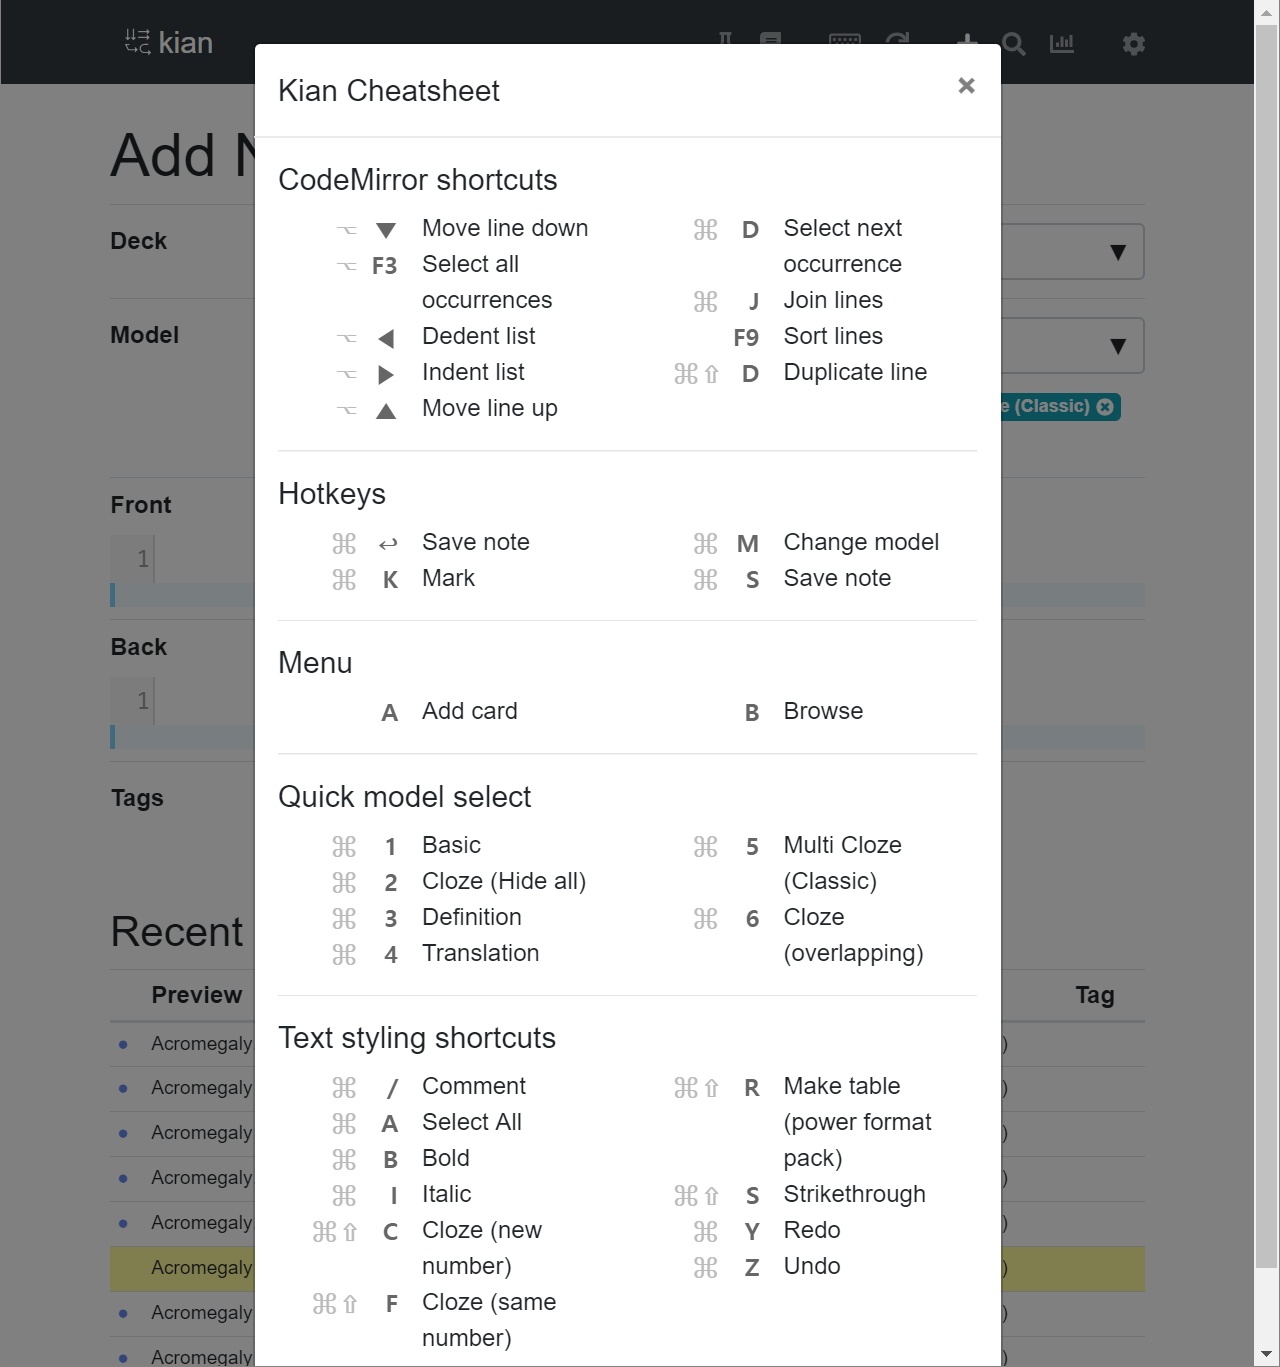 kian
Kian Cheatsheet
×
Add N
Deck
▼
Model
▼
e (Classic)
Front
1
Back
1
Tags
Recent
Preview
Tag
Acromegaly
)
Acromegaly
)
Acromegaly
)
Acromegaly
)
Acromegaly
)
Acromegaly
)
Acromegaly
)
Acromegaly
)
CodeMirror shortcuts
⌥ ▼ Move line down
⌥ F3 Select all
occurrences
⌥ ◀ Dedent list
⌥ ▶ Indent list
⌥ ▲ Move line up
⌘ D Select next
occurrence
⌘ J Join lines
F9 Sort lines
⌘⇧ D Duplicate line
Hotkeys
⌘ ↩ Save note
⌘ K Mark
⌘ M Change model
⌘ S Save note
Menu
A Add card
B Browse
Quick model select
⌘ 1 Basic
⌘ 2 Cloze (Hide all)
⌘ 3 Definition
⌘ 4 Translation
⌘ 5 Multi Cloze
(Classic)
⌘ 6 Cloze
(overlapping)
Text styling shortcuts
⌘ / Comment
⌘ A Select All
⌘ B Bold
⌘ I Italic
⌘⇧ C Cloze (new
number)
⌘⇧ F Cloze (same
number)
⌘⇧ R Make table
(power format
pack)
⌘⇧ S Strikethrough
⌘ Y Redo
⌘ Z Undo